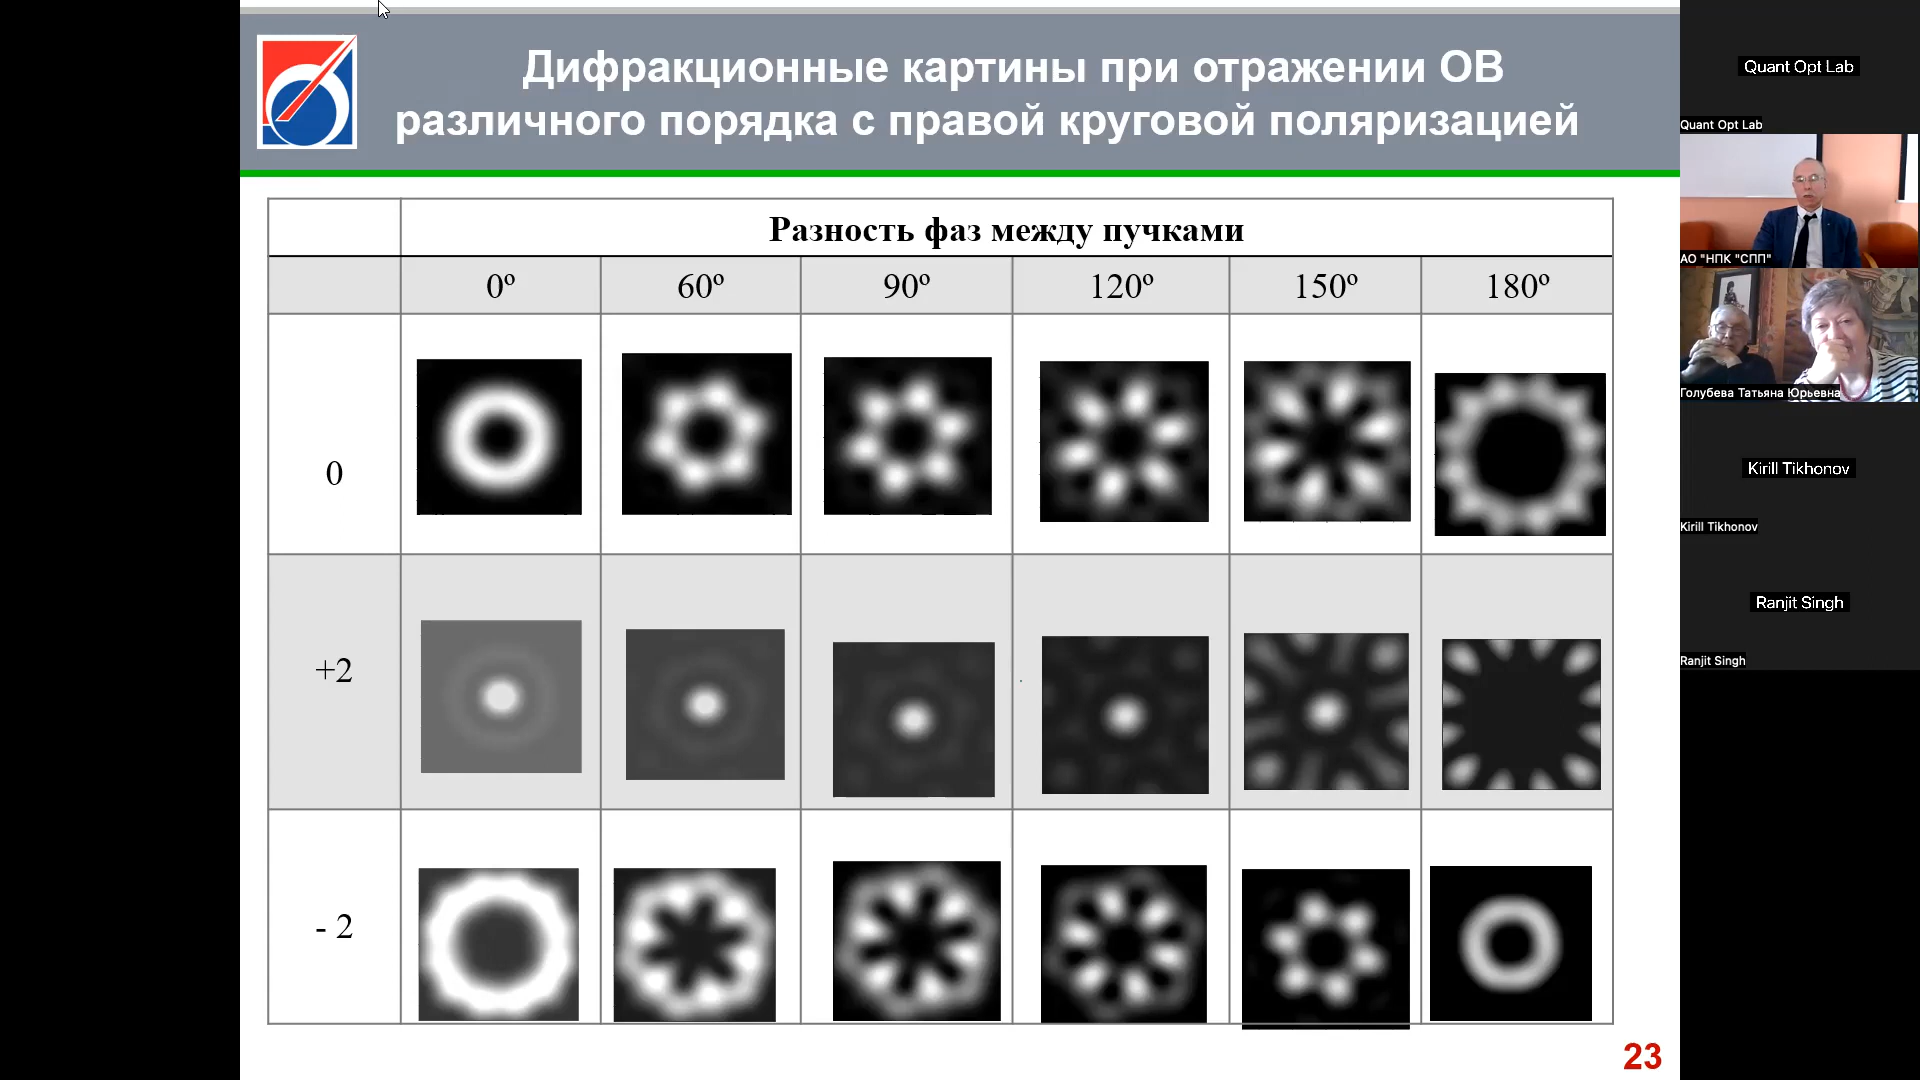 Дифракционные картины при отражении ОВ
различного порядка с правой круговой поляризацией
Разность фаз между пучками
0º 60º 90º 120º 150º 180º
0
+2
- 2
23
Quant Opt Lab
Quant Opt Lab
АО "НПК "СПП"
Голубева Татьяна Юрьевна
Kirill Tikhonov
Kirill Tikhonov
Ranjit Singh
Ranjit Singh